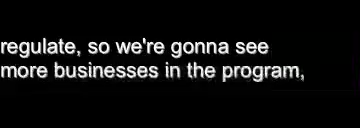 regulate, so we're gonna see
more businesses in the program,